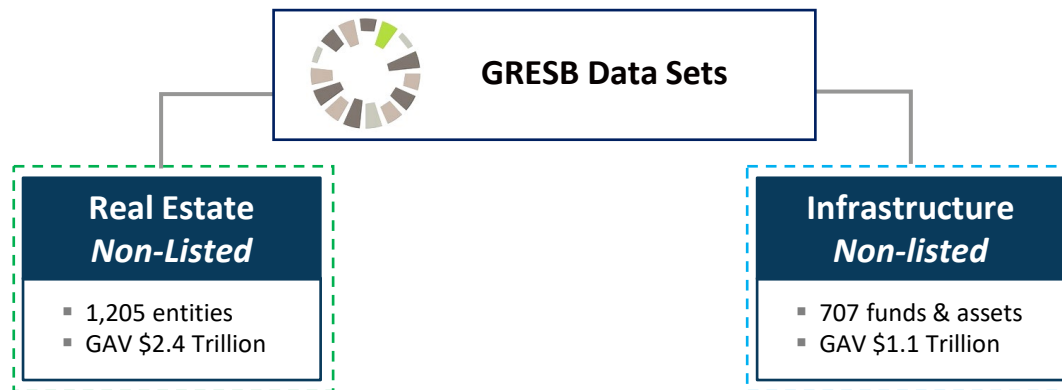 GRESB Data Sets
Real Estate
Non-Listed
▪ 1,205 entities
▪ GAV $2.4 Trillion
Infrastructure
Non-listed
▪ 707 funds & assets
▪ GAV $1.1 Trillion